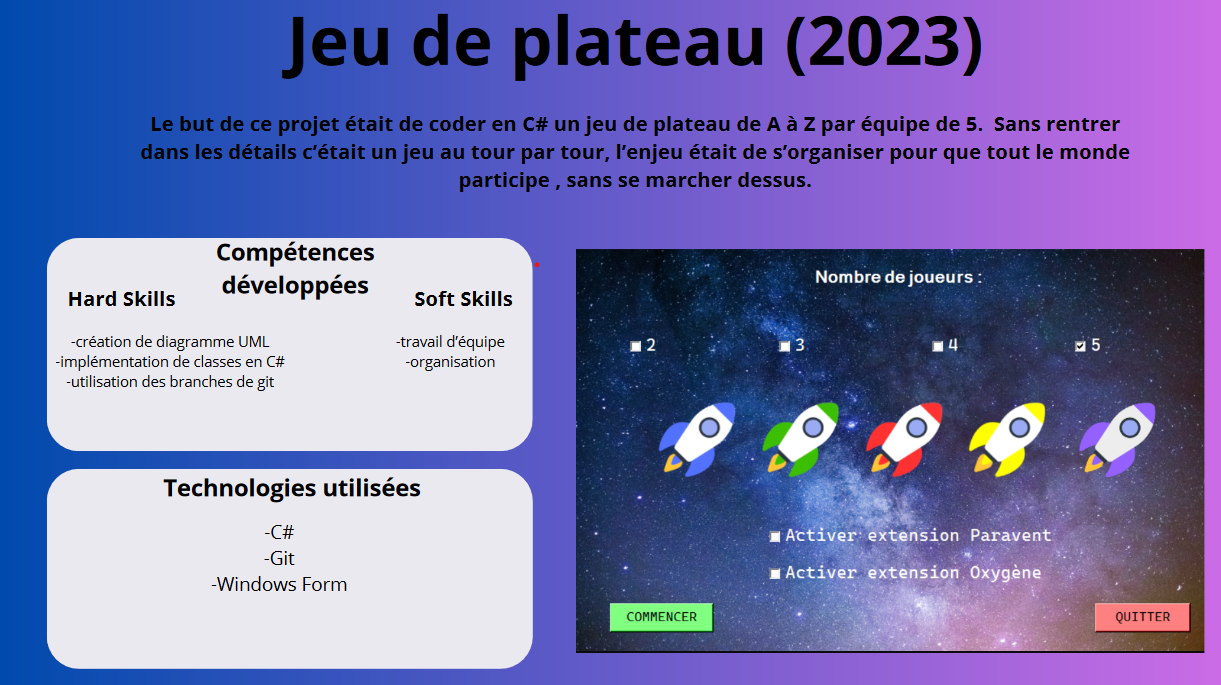 Jeu de plateau (2023)
Le but de ce projet était de coder en C# un jeu de plateau de A à Z par équipe de 5.  Sans rentrer
dans les détails c’était un jeu au tour par tour, l’enjeu était de s’organiser pour que tout le monde
participe , sans se marcher dessus.
Compétences
développées
Hard Skills
-création de diagramme UML
-implémentation de classes en C#
-utilisation des branches de git
Soft Skills
-travail d’équipe
-organisation
Technologies utilisées
-C#
-Git
-Windows Form
Nombre de joueurs :
2 3 4 5
Activer extension Paravent
Activer extension Oxygène
COMMENCER QUITTER